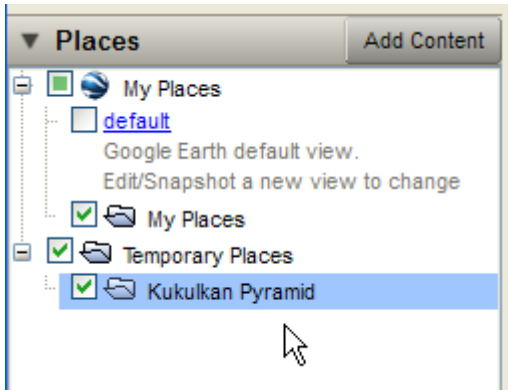 Places
Add Content
My Places
default
Google Earth default view.
Edit/Snapshot a new view to change
My Places
Temporary Places
Kukulkan Pyramid